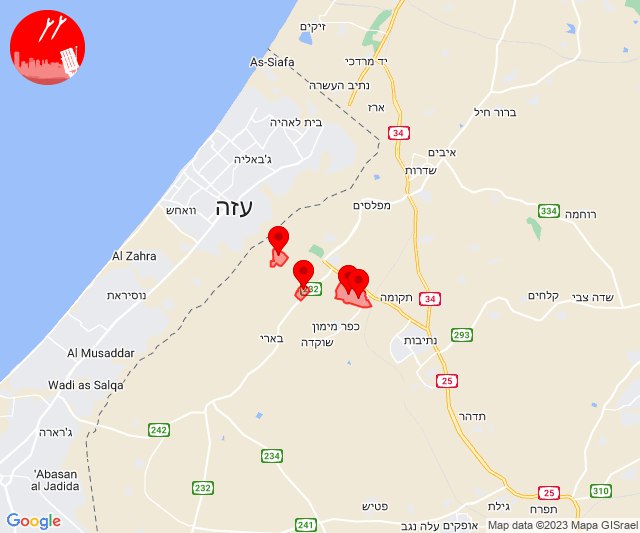 זיקים
As-Siafa
יד מרדכי
נתיב העשרה
ארז
ברור חיל
בית לאהיה
34
איבים
ג'באליה
שדרות
עזה
וואחש
מפלסים
334
רוחמה
Al Zahra
נוסיראת
232
תקומה
34
קלחים
שדה צבי
כפר מימון
שוקדה
בארי
נתיבות
293
Al Musaddar
Wadi as Salqa
25
תדהר
ג'רארה
242
234
'Abasan
al Jadida
232
25
310
פטיש
גילת
תפרח
241
אופקים
עלה נגב
Google
Map data ©2023 Mapa GISrael